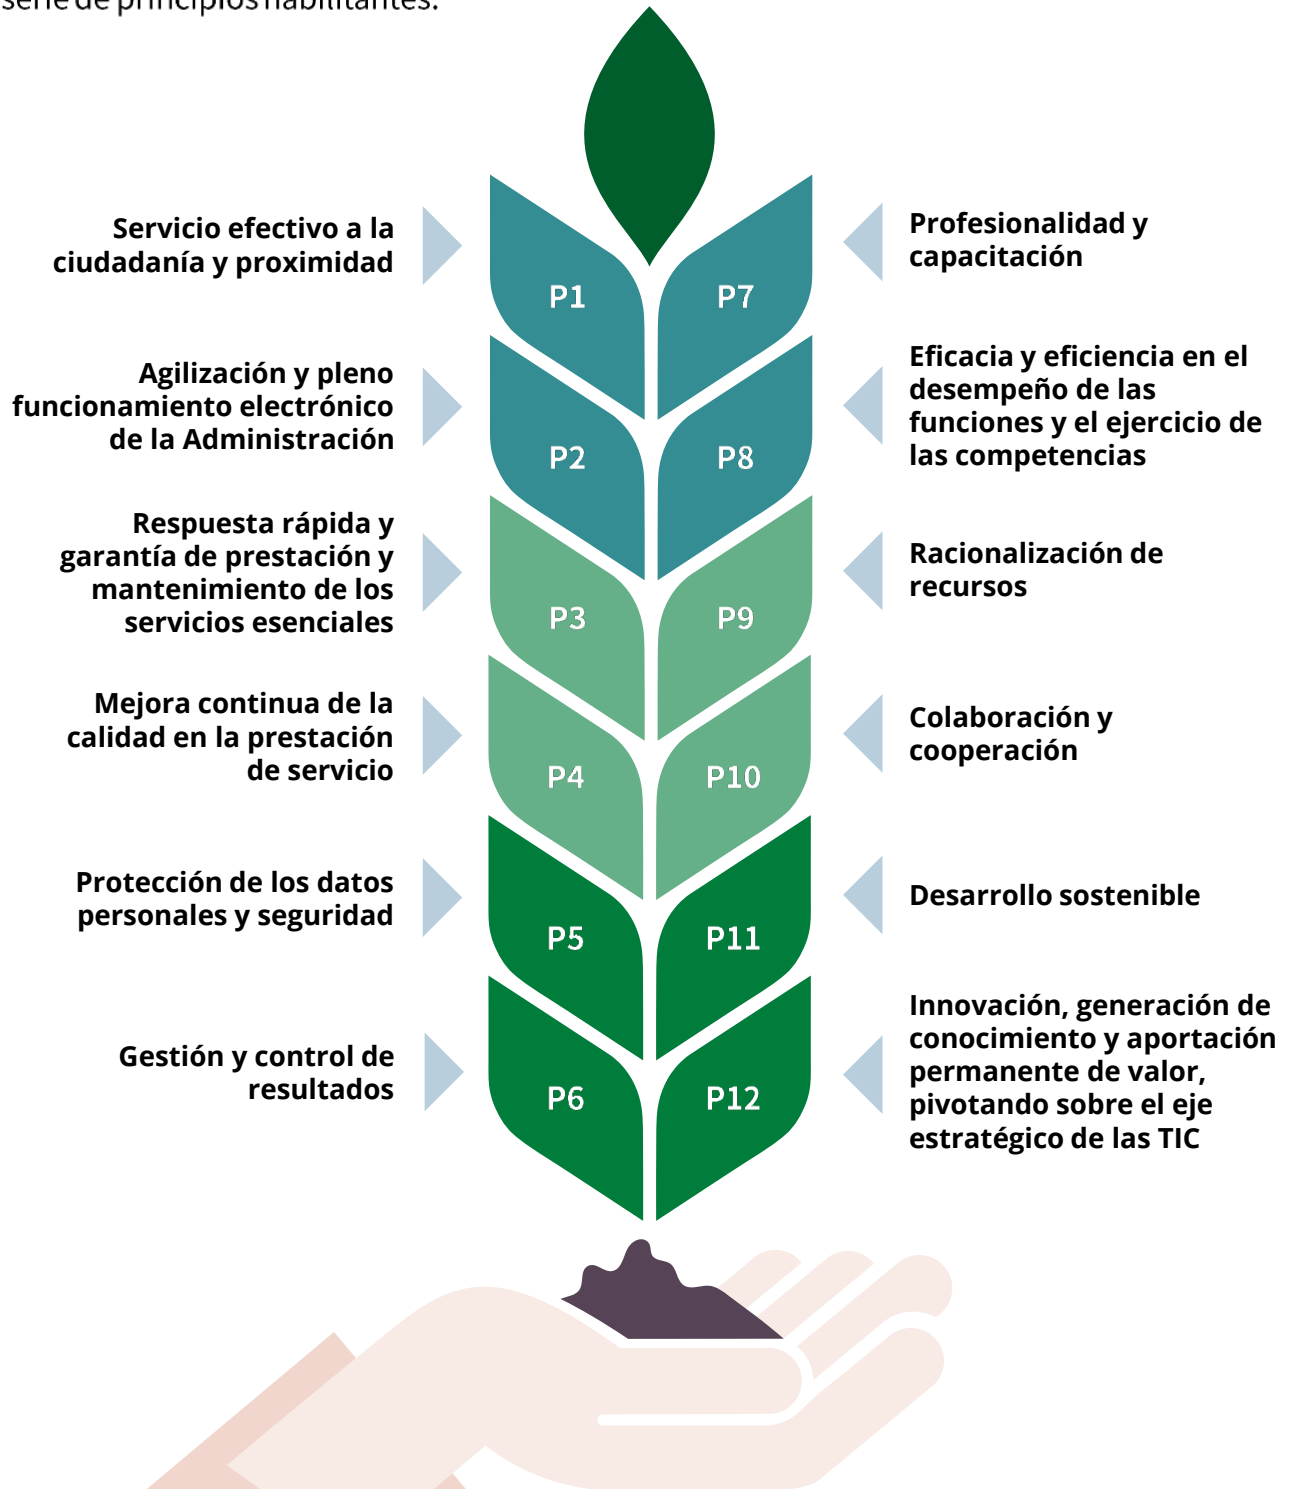 serie de principios habilitantes.
Servicio efectivo a la
ciudadanía y proximidad
P1
Agilización y pleno
funcionamiento electrónico
de la Administración
P2
Respuesta rápida y
garantía de prestación y
mantenimiento de los
servicios esenciales
P3
Mejora continua de la
calidad en la prestación
de servicio
P4
Protección de los datos
personales y seguridad
P5
Gestión y control de
resultados
P6
P7
Profesionalidad y
capacitación
P8
Eficacia y eficiencia en el
desempeño de las
funciones y el ejercicio de
las competencias
P9
Racionalización de
recursos
P10
Colaboración y
cooperación
P11
Desarrollo sostenible
P12
Innovación, generación de
conocimiento y aportación
permanente de valor,
pivotando sobre el eje
estratégico de las TIC